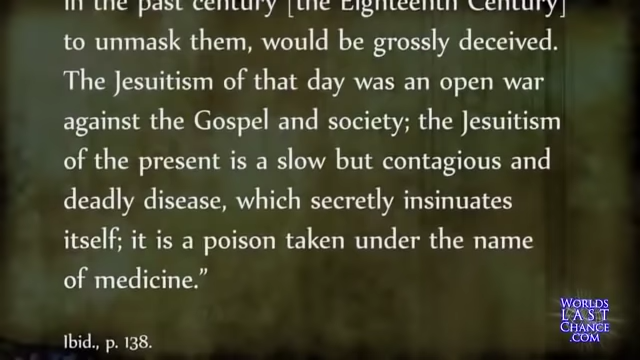 in the past century [the Eighteenth Century]
to unmask them, would be grossly deceived.
The Jesuitism of that day was an open war
against the Gospel and society; the Jesuitism
of the present is a slow but contagious and
deadly disease, which secretly insinuates
itself; it is a poison taken under the name
of medicine.”
Ibid., p. 138.
WORLDS
LAST
CHANCE
.COM